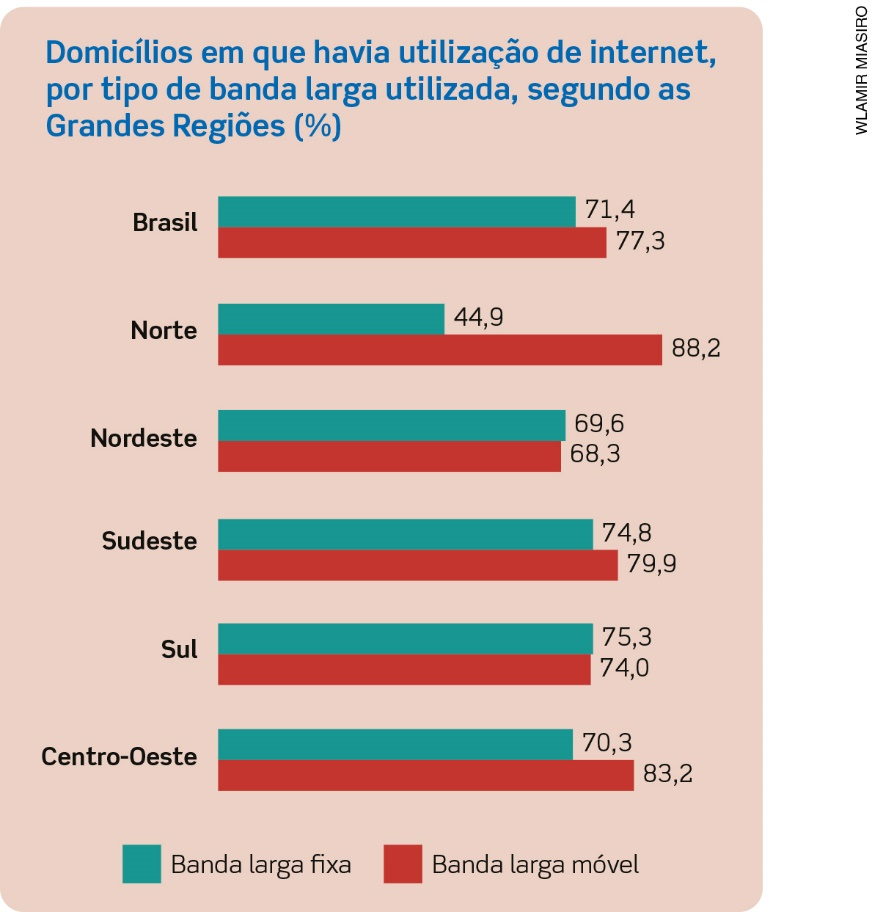 Domicílios em que havia utilização de internet,
por tipo de banda larga utilizada, segundo as
Grandes Regiões (%)
WLAMIR MIASIRO
Brasil
71,4
77,3
Norte
44,9
88,2
Nordeste
69,6
68,3
Sudeste
74,8
79,9
Sul
75,3
74,0
Centro-Oeste
70,3
83,2
Banda larga fixa
Banda larga móvel